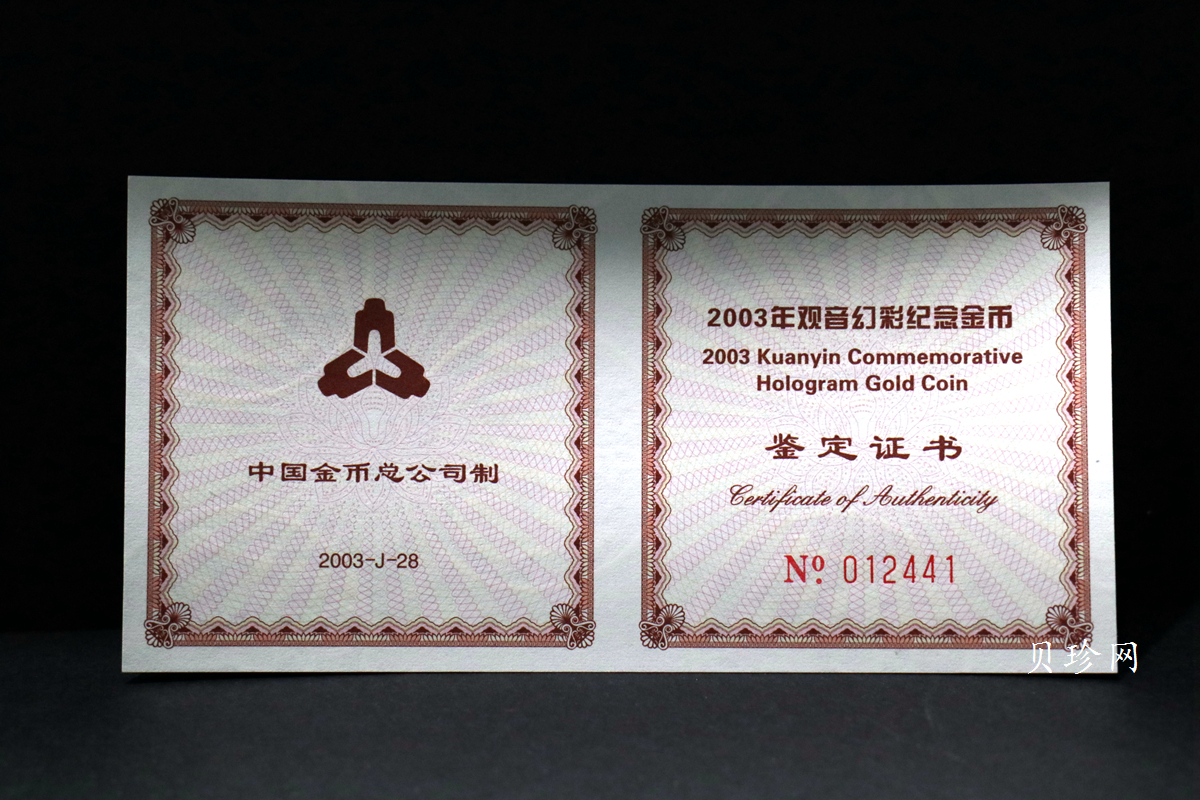 中国金币总公司制
2003-J-28
2003年观音幻彩纪念金币
2003 Kuanyin Commemorative
Hologram Gold Coin
鉴定证书
Certificate of Authenticity
Nº 012441
贝珍网